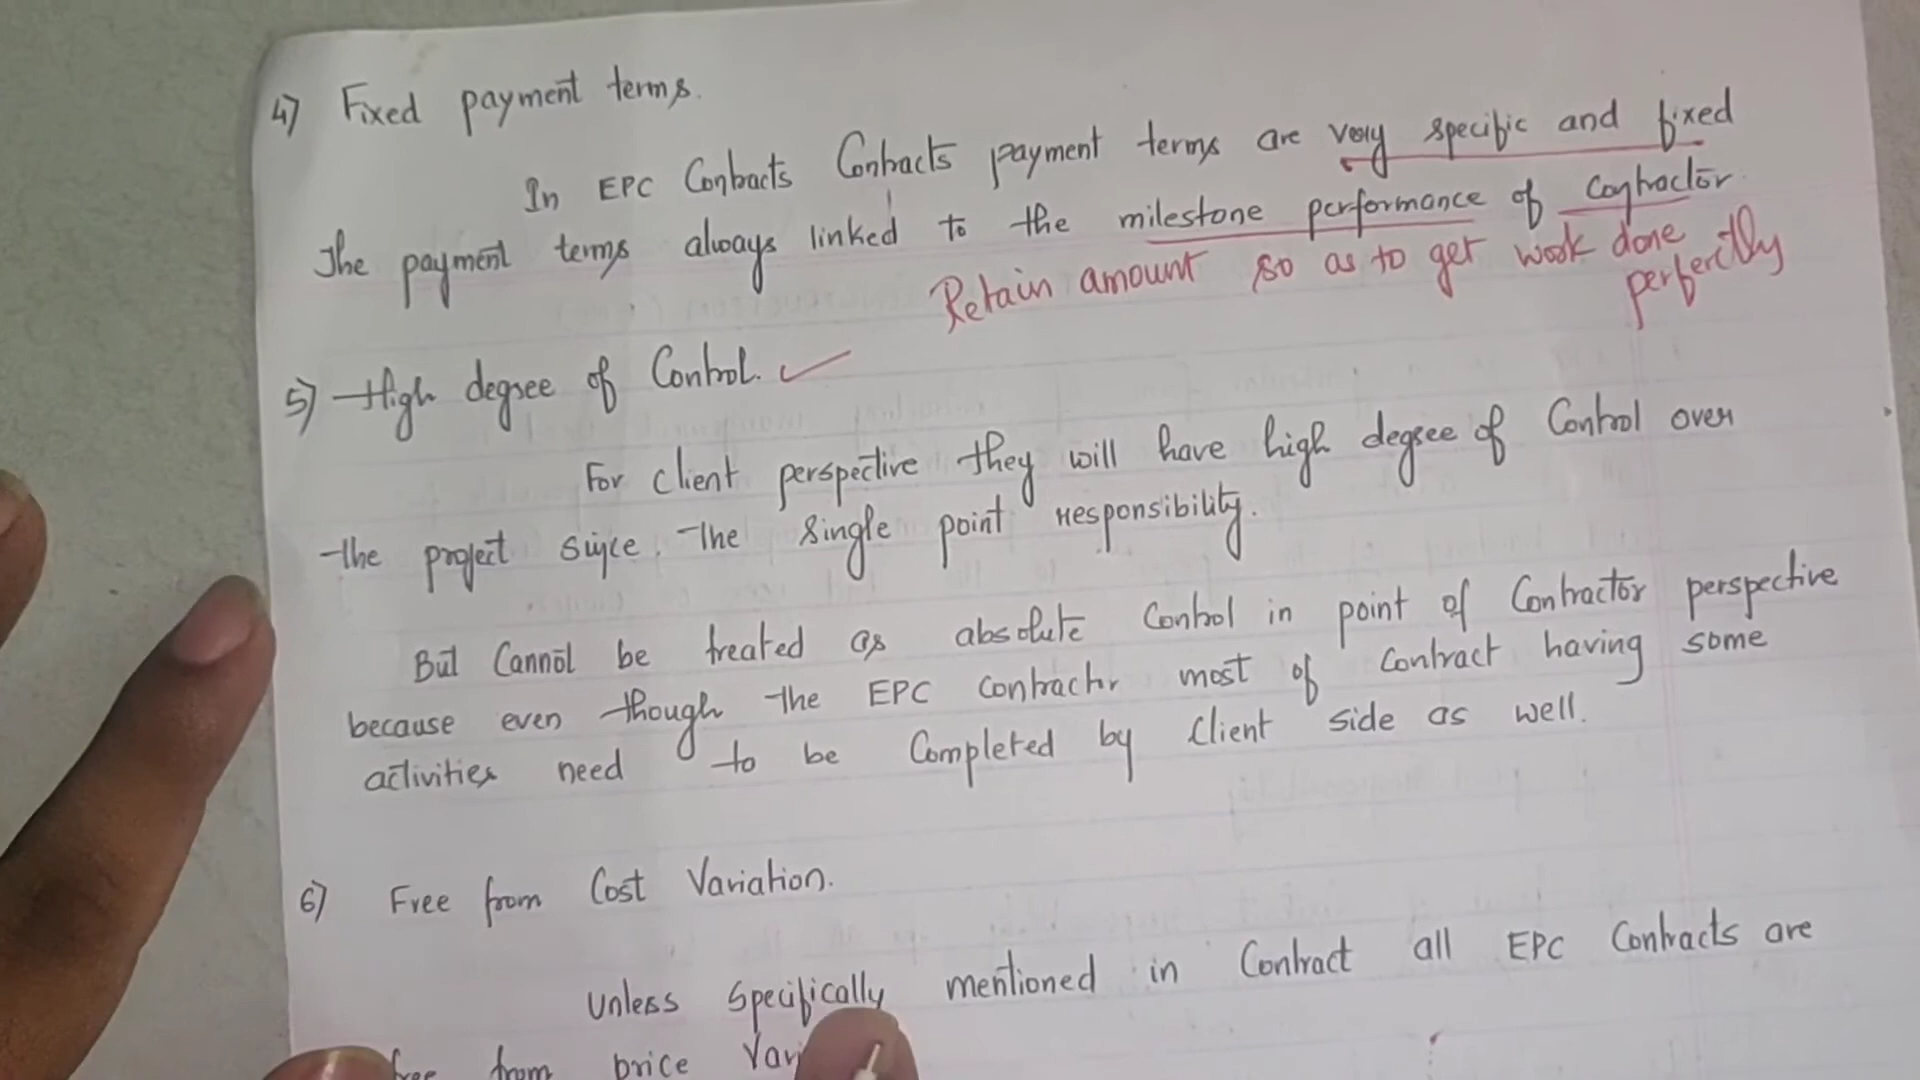 4) Fixed payment terms.
In EPC Contracts Contracts payment terms are very specific and fixed
The payment terms always linked to the milestone performance of contractor
Retain amount so as to get work done
perfectly
5) High degree of Control.
For client perspective they will have high degree of Control over
the project since. The single point responsibility.
But Cannot be treated as absolute Control in point of Contractor perspective
because even though the EPC contractor most of contract having some
activities need to be Completed by Client side as well.
6) Free from Cost Variation.
Unless specifically mentioned in Contract all EPC Contracts are
free from price